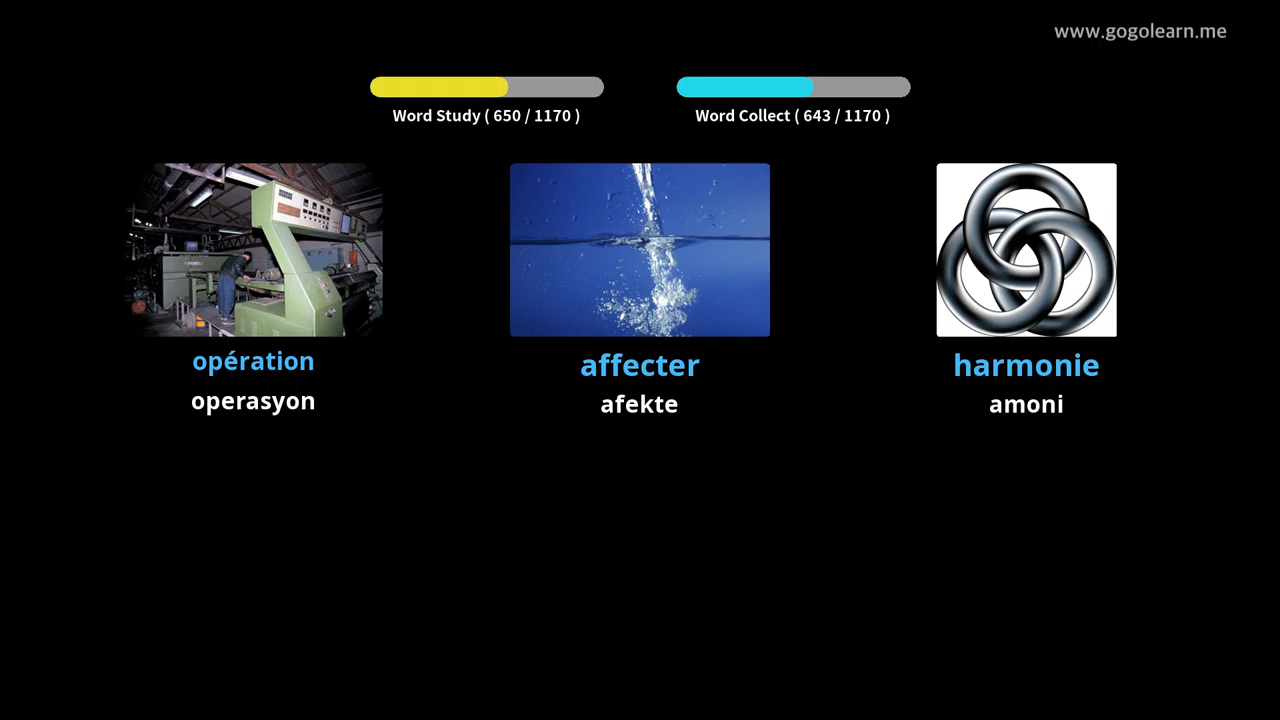 www.gogolearn.me
Word Study ( 650 / 1170 )
Word Collect ( 643 / 1170 )
opération
operasyon
affecter
afekte
harmonie
amoni